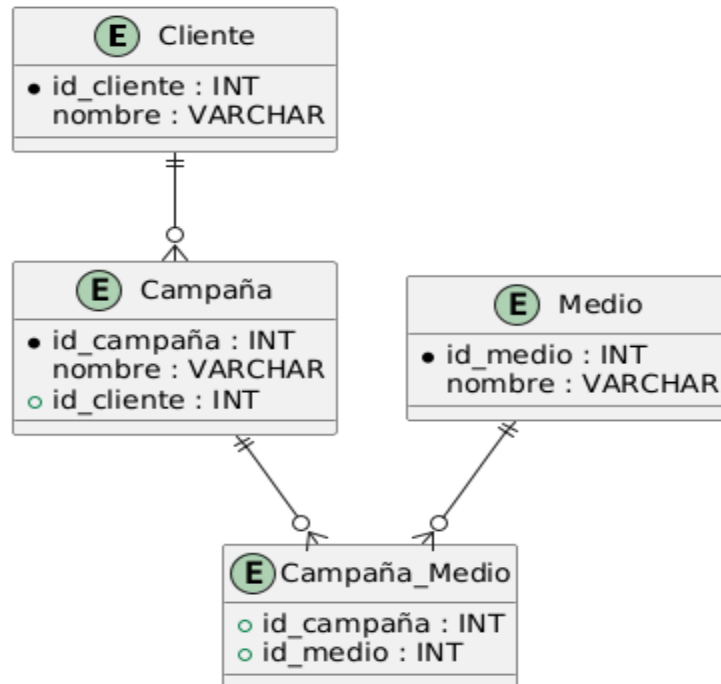 E Cliente
id_cliente : INT
nombre : VARCHAR
E Campaña
id_campaña : INT
nombre : VARCHAR
id_cliente : INT
E Medio
id_medio : INT
nombre : VARCHAR
E Campaña_Medio
id_campaña : INT
id_medio : INT